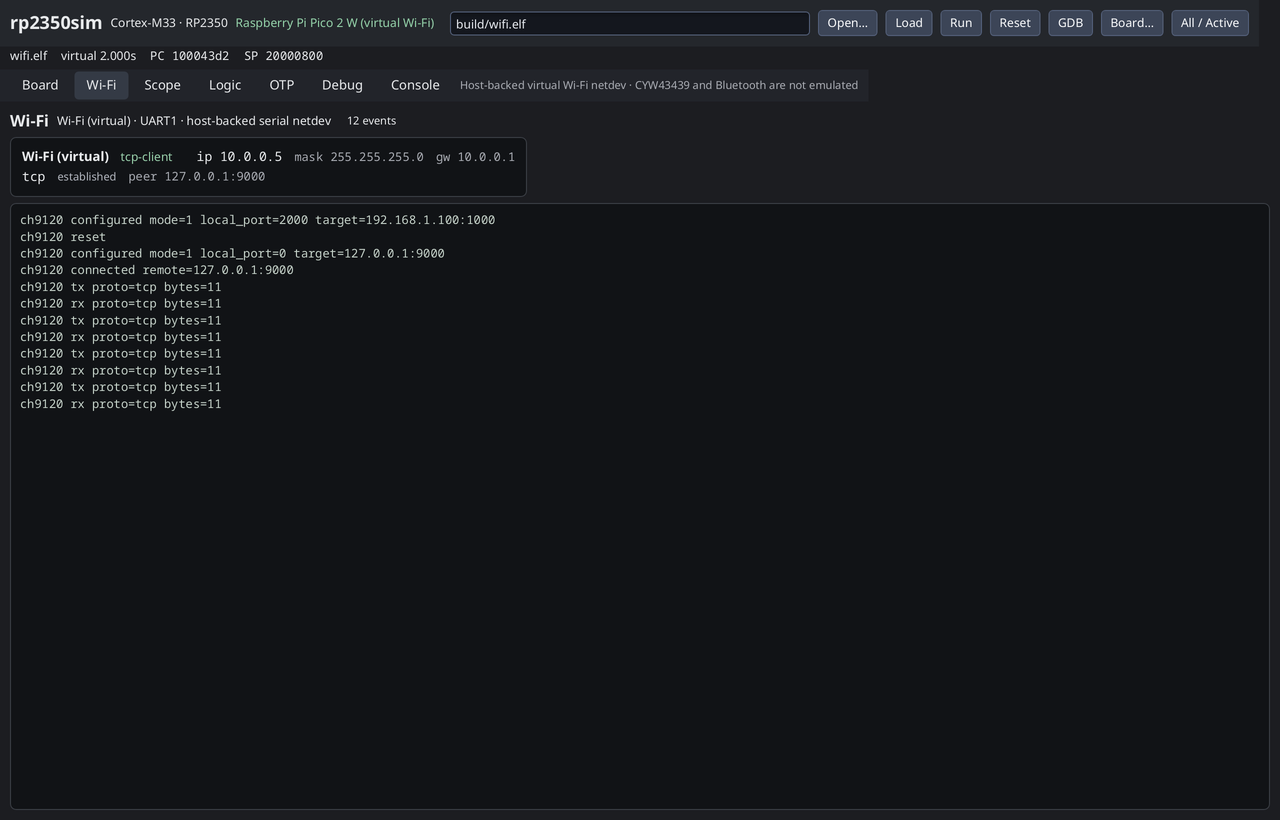 rp2350sim Cortex-M33 · RP2350 Raspberry Pi Pico 2 W (virtual Wi-Fi) build/wifi.elf Open... Load Run Reset GDB Board... All / Active
wifi.elf virtual 2.000s PC 100043d2 SP 20000800
Board Wi-Fi Scope Logic OTP Debug Console Host-backed virtual Wi-Fi netdev · CYW43439 and Bluetooth are not emulated
Wi-Fi Wi-Fi (virtual) · UART1 · host-backed serial netdev 12 events
Wi-Fi (virtual) tcp-client ip 10.0.0.5 mask 255.255.255.0 gw 10.0.0.1
tcp established peer 127.0.0.1:9000
ch9120 configured mode=1 local_port=2000 target=192.168.1.100:1000
ch9120 reset
ch9120 configured mode=1 local_port=0 target=127.0.0.1:9000
ch9120 connected remote=127.0.0.1:9000
ch9120 tx proto=tcp bytes=11
ch9120 rx proto=tcp bytes=11
ch9120 tx proto=tcp bytes=11
ch9120 rx proto=tcp bytes=11
ch9120 tx proto=tcp bytes=11
ch9120 rx proto=tcp bytes=11
ch9120 tx proto=tcp bytes=11
ch9120 rx proto=tcp bytes=11